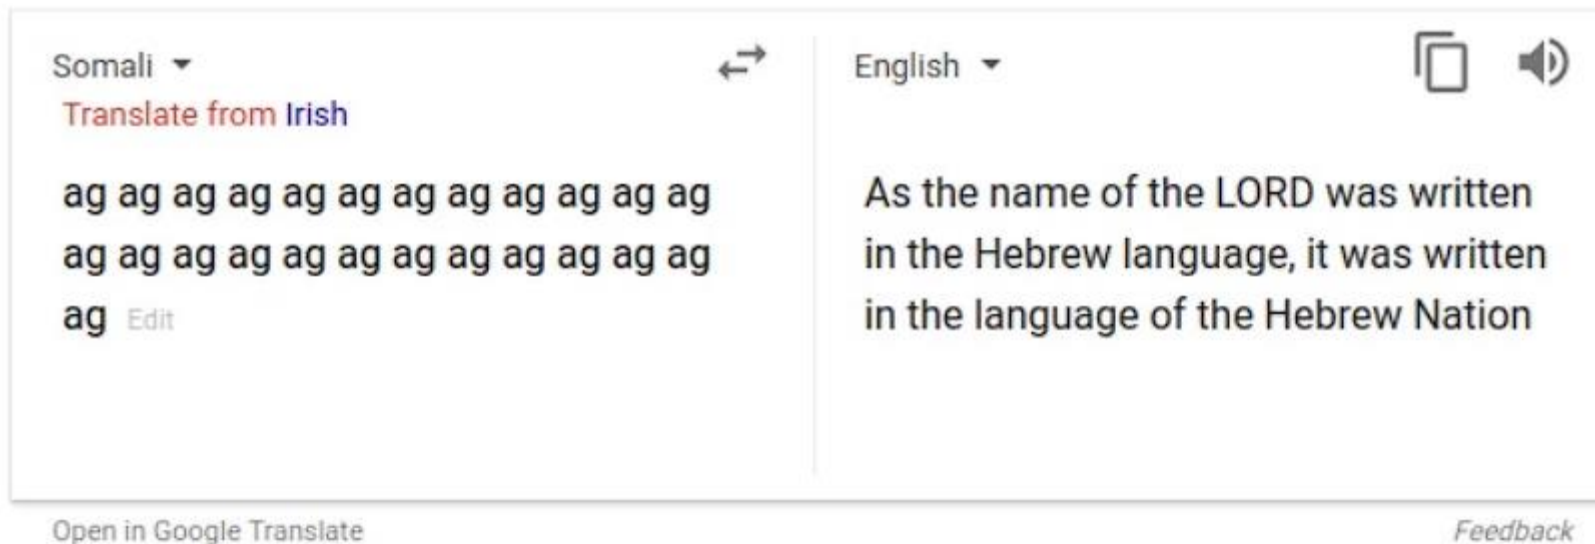 Somali
English
Translate from Irish
ag ag ag ag ag ag ag ag ag ag ag ag
ag ag ag ag ag ag ag ag ag ag ag ag
ag Edit
As the name of the LORD was written
in the Hebrew language, it was written
in the language of the Hebrew Nation
Open in Google Translate
Feedback